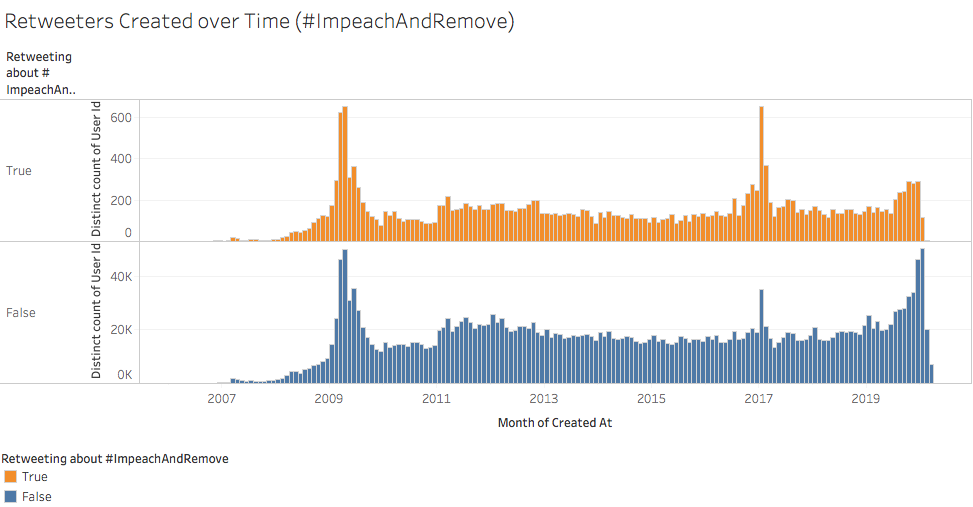 Retweeters Created over Time (#ImpeachAndRemove)
Retweeting
about #
ImpeachAn..
Distinct count of User Id
600
400
200
0
True
Distinct count of User Id
40K
20K
0K
False
2007 2009 2011 2013 2015 2017 2019
Month of Created At
Retweeting about #ImpeachAndRemove
True
False